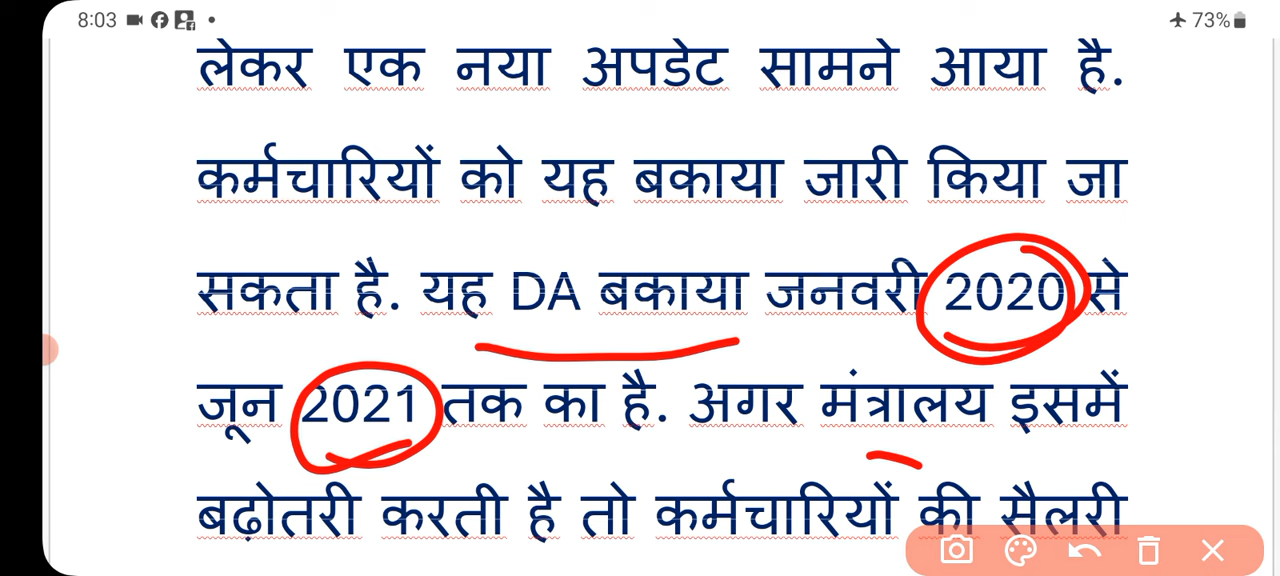 8:03
73%
लेकर एक नया अपडेट सामने आया है.
कर्मचारियों को यह बकाया जारी किया जा
सकता है. यह DA बकाया जनवरी 2020 से
जून 2021 तक का है. अगर मंत्रालय इसमें
बढ़ोतरी करती है तो कर्मचारियों की सैलरी